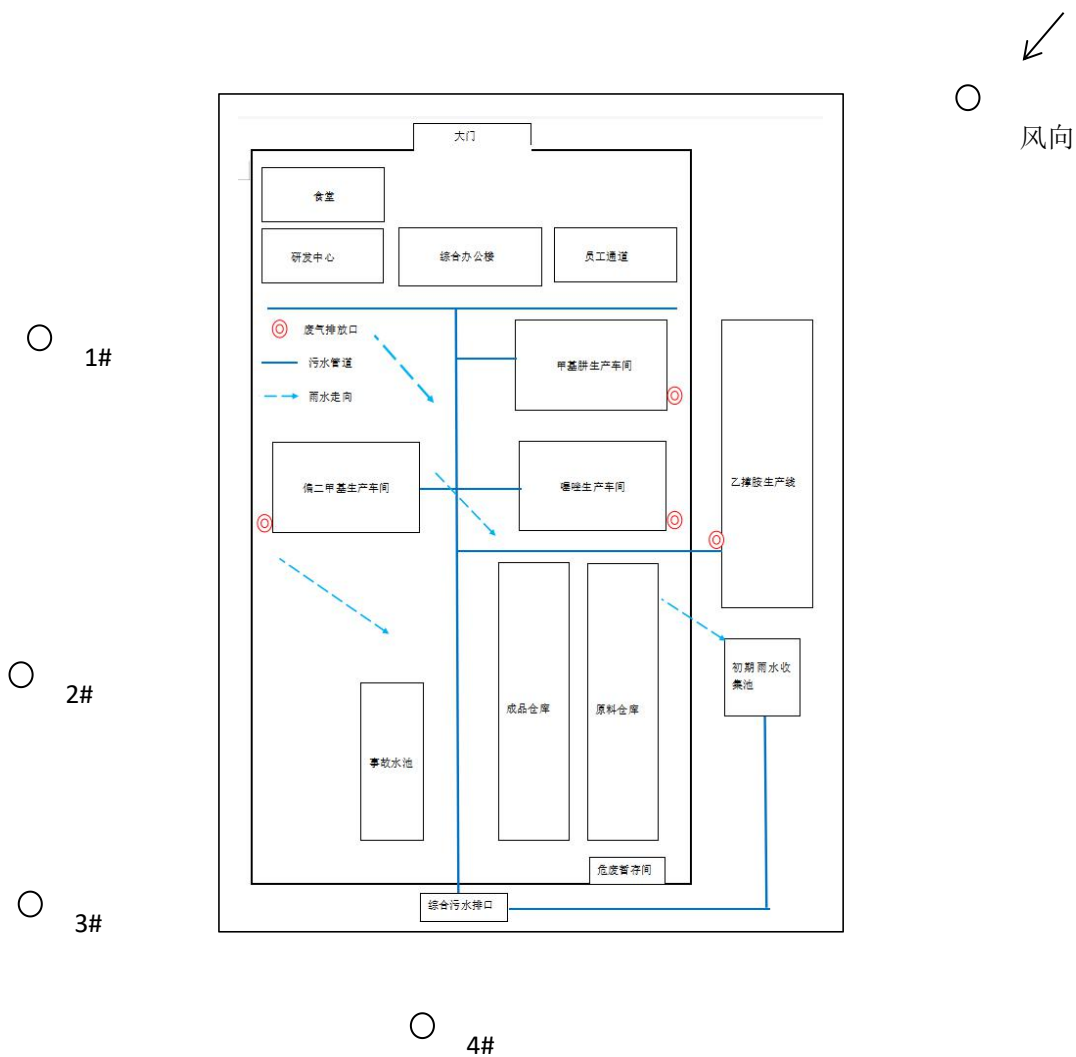 风向
大门
食堂
研发中心
综合办公楼
员工通道
废气排放口
污水管道
雨水走向
1#
甲基肼生产车间
偏二甲基生产车间
噁唑生产车间
乙撑胺生产线
2#
初期雨水收
集池
成品仓库
原料仓库
事故水池
危废暂存间
综合污水排口
3#
4#